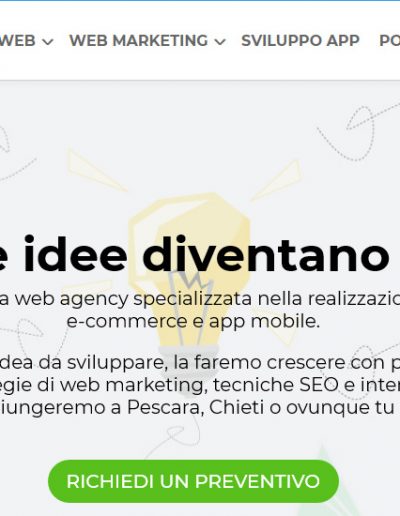 WEB WEB MARKETING SVILUPPO APP PO
e idee diventano
a web agency specializzata nella realizzazio
e-commerce e app mobile.
dea da sviluppare, la faremo crescere con p
egie di web marketing, tecniche SEO e inter
iungeremo a Pescara, Chieti o ovunque tu
RICHIEDI UN PREVENTIVO